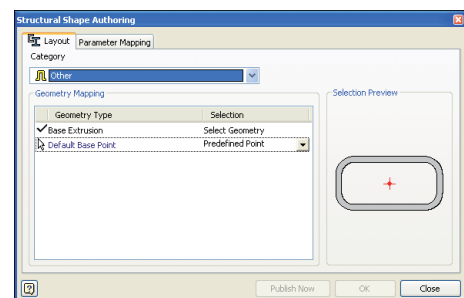 Structural Shape Authoring
Layout Parameter Mapping
Category
Other
Geometry Mapping Selection Preview
Geometry Type Selection
Base Extrusion Select Geometry
Default Base Point Predefined Point
Publish Now OK Close